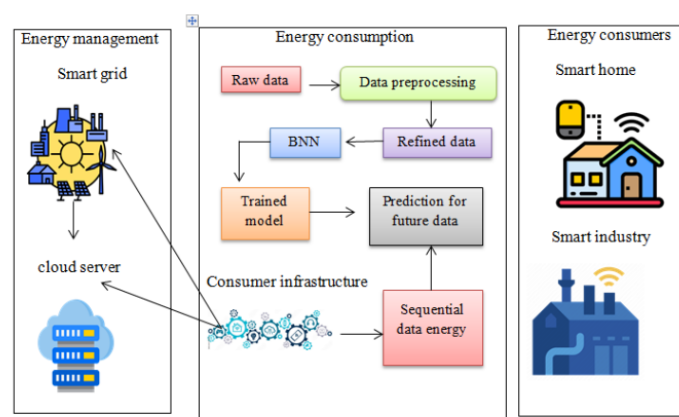 Energy management
Smart grid
cloud server
Energy consumption
Raw data
Data preprocessing
BNN
Refined data
Trained
model
Prediction for
future data
Consumer infrastructure
Sequential
data energy
Energy consumers
Smart home
Smart industry